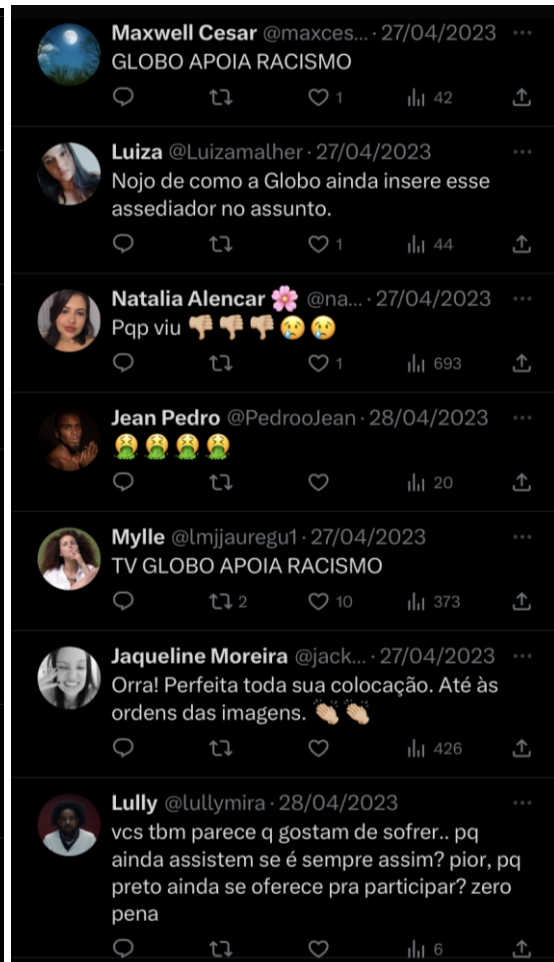 Maxwell Cesar @maxces... · 27/04/2023
GLOBO APOIA RACISMO
1 42
Luiza @Luizamalher · 27/04/2023
Nojo de como a Globo ainda insere esse
assediador no assunto.
1 44
Natalia Alencar 🌸 @na... · 27/04/2023
Pqp viu 👎🏼👎🏼👎🏼😢😢
1 693
Jean Pedro @PedrooJean · 28/04/2023
🤮🤮🤮🤮
20
Mylle @lmjjauregu1 · 27/04/2023
TV GLOBO APOIA RACISMO
2 10 373
Jaqueline Moreira @jack... · 27/04/2023
Orra! Perfeita toda sua colocação. Até às
ordens das imagens. 👏🏼👏🏼
426
Lully @lullymira · 28/04/2023
vcs tbm parece q gostam de sofrer.. pq
ainda assistem se é sempre assim? pior, pq
preto ainda se oferece pra participar? zero
pena
6